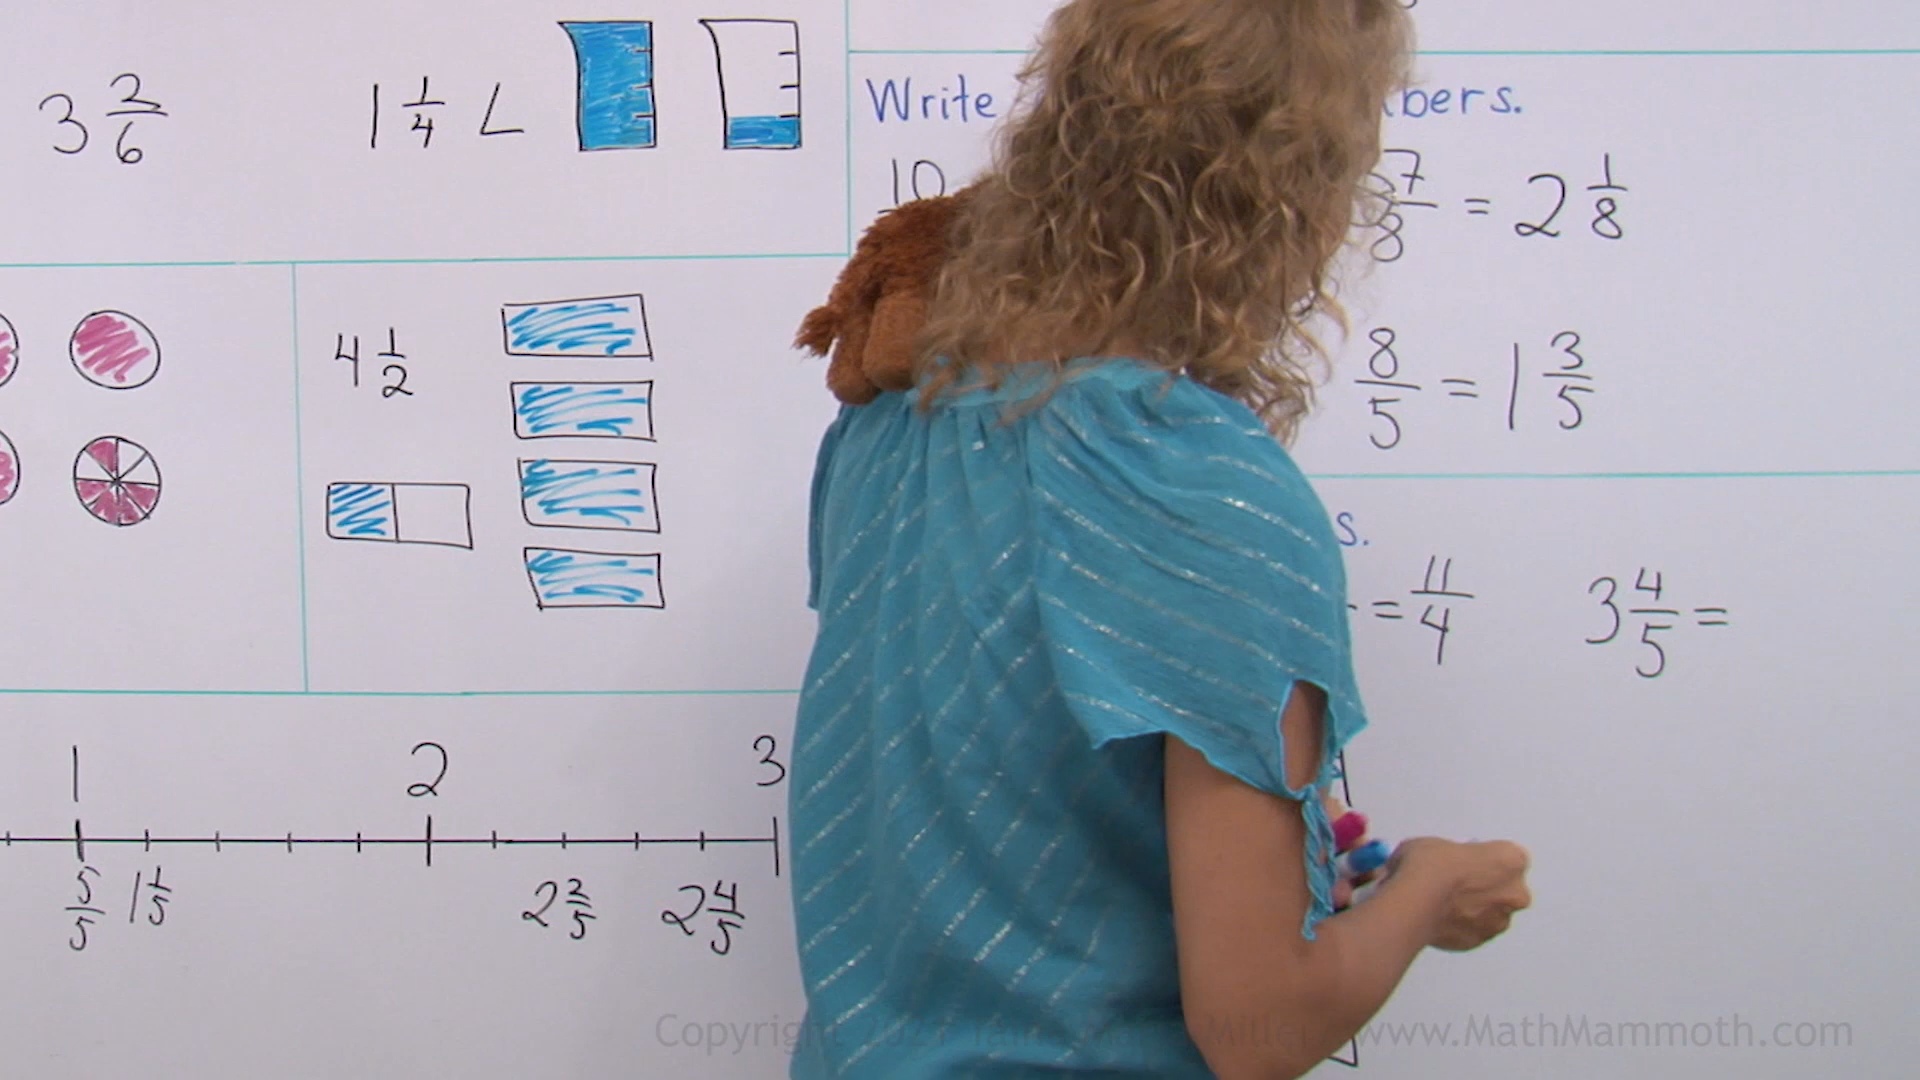 3 2/6
1 1/4 L
Write
10
7/8 = 2 1/8
8/5 = 1 3/5
4 1/2
= 11/4
3 4/5 =
1 2 3
5/5 1 1/5 2 2/5 2 4/5
Copyright Miller www.MathMammoth.com